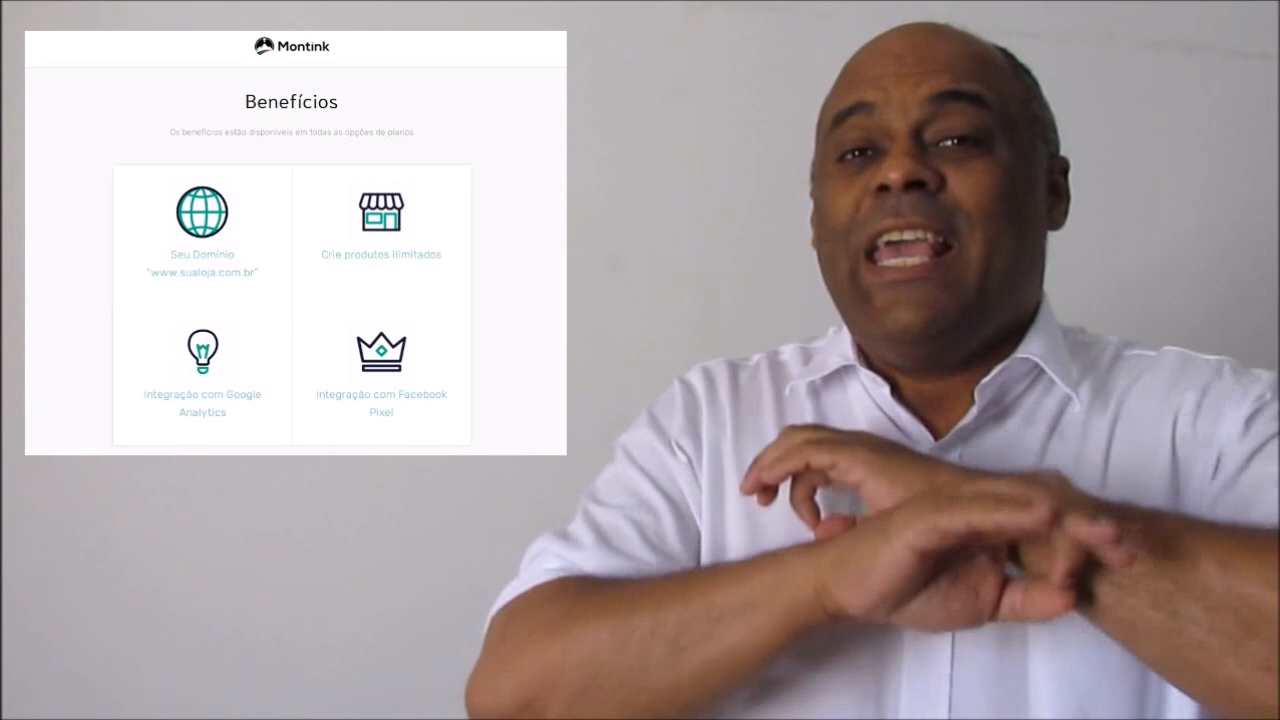 Montink
Benefícios
Os benefícios estão disponíveis em todas as opções de planos
Seu Domínio
"www.sualoja.com.br"
Crie produtos ilimitados
Integração com Google
Analytics
Integração com Facebook
Pixel